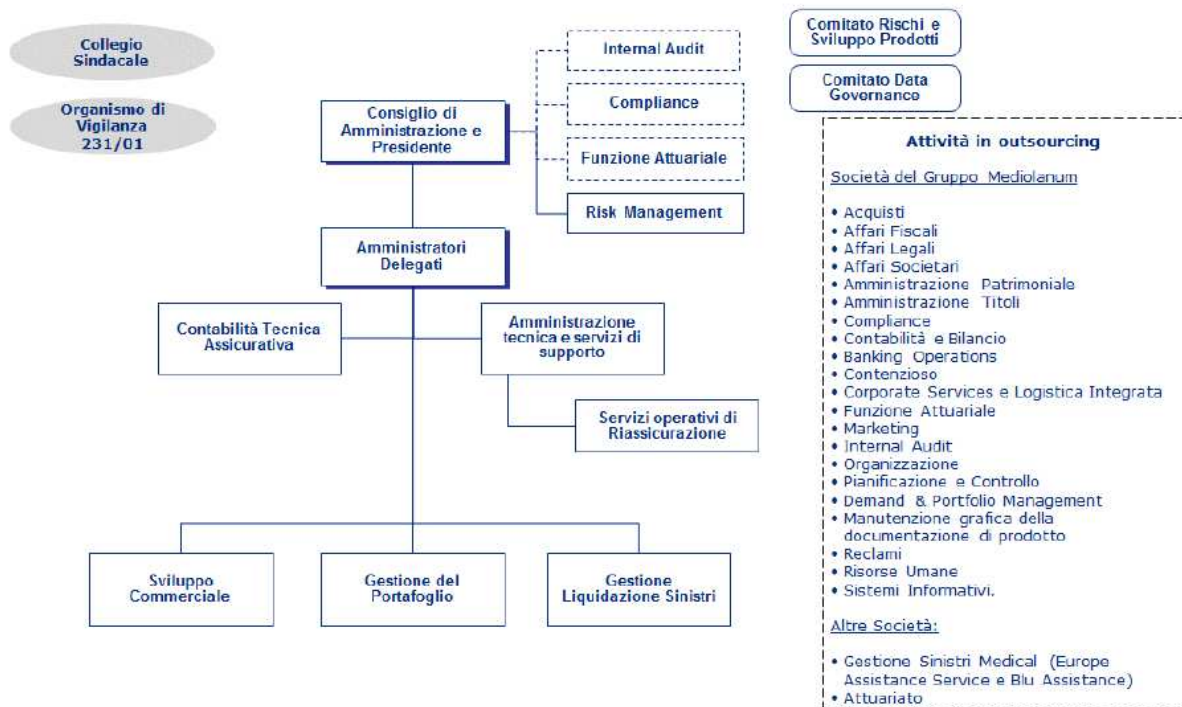 Collegio
Sindacale
Organismo di
Vigilanza
231/01
Consiglio di
Amministrazione e
Presidente
Internal Audit
Compliance
Funzione Attuariale
Risk Management
Amministratori
Delegati
Contabilità Tecnica
Assicurativa
Amministrazione
tecnica e servizi di
supporto
Servizi operativi di
Riassicurazione
Sviluppo
Commerciale
Gestione del
Portafoglio
Gestione
Liquidazione Sinistri
Comitato Rischi e
Sviluppo Prodotti
Comitato Data
Governance
Attività in outsourcing
Società del Gruppo Mediolanum
• Acquisti
• Affari Fiscali
• Affari Legali
• Affari Societari
• Amministrazione Patrimoniale
• Amministrazione Titoli
• Compliance
• Contabilità e Bilancio
• Banking Operations
• Contenzioso
• Corporate Services e Logistica Integrata
• Funzione Attuariale
• Marketing
• Internal Audit
• Organizzazione
• Pianificazione e Controllo
• Demand & Portfolio Management
• Manutenzione grafica della
documentazione di prodotto
• Reclami
• Risorse Umane
• Sistemi Informativi.
Altre Società:
• Gestione Sinistri Medical (Europe
Assistance Service e Blu Assistance)
• Attuariato